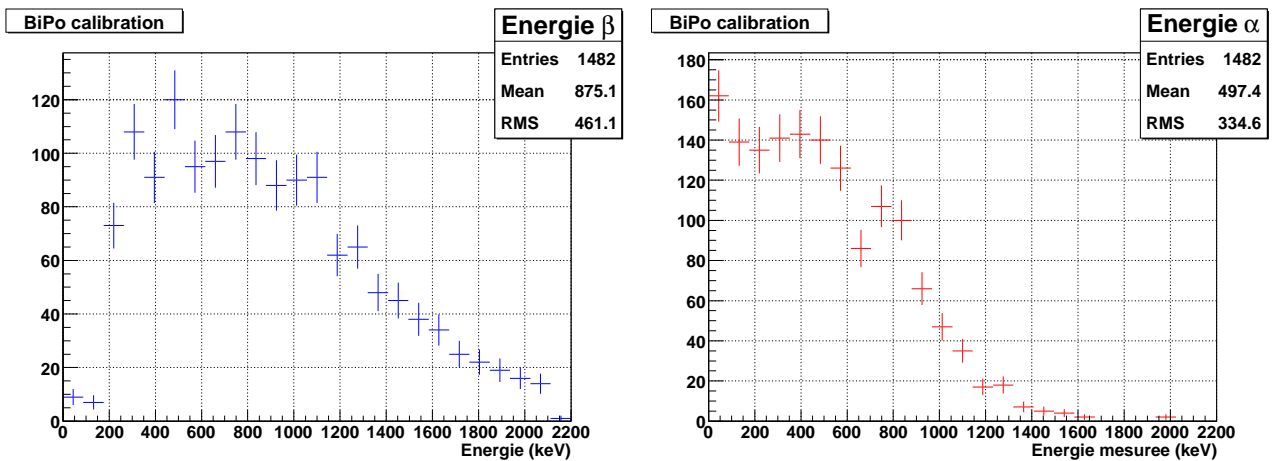 BiPo calibration
Energie β
Entries 1482
Mean 875.1
RMS 461.1
120
100
80
60
40
20
0
0 200 400 600 800 1000 1200 1400 1600 1800 2000 2200
Energie (keV)
BiPo calibration
Energie α
Entries 1482
Mean 497.4
RMS 334.6
180
160
140
120
100
80
60
40
20
0
0 200 400 600 800 1000 1200 1400 1600 1800 2000 2200
Energie mesuree (keV)